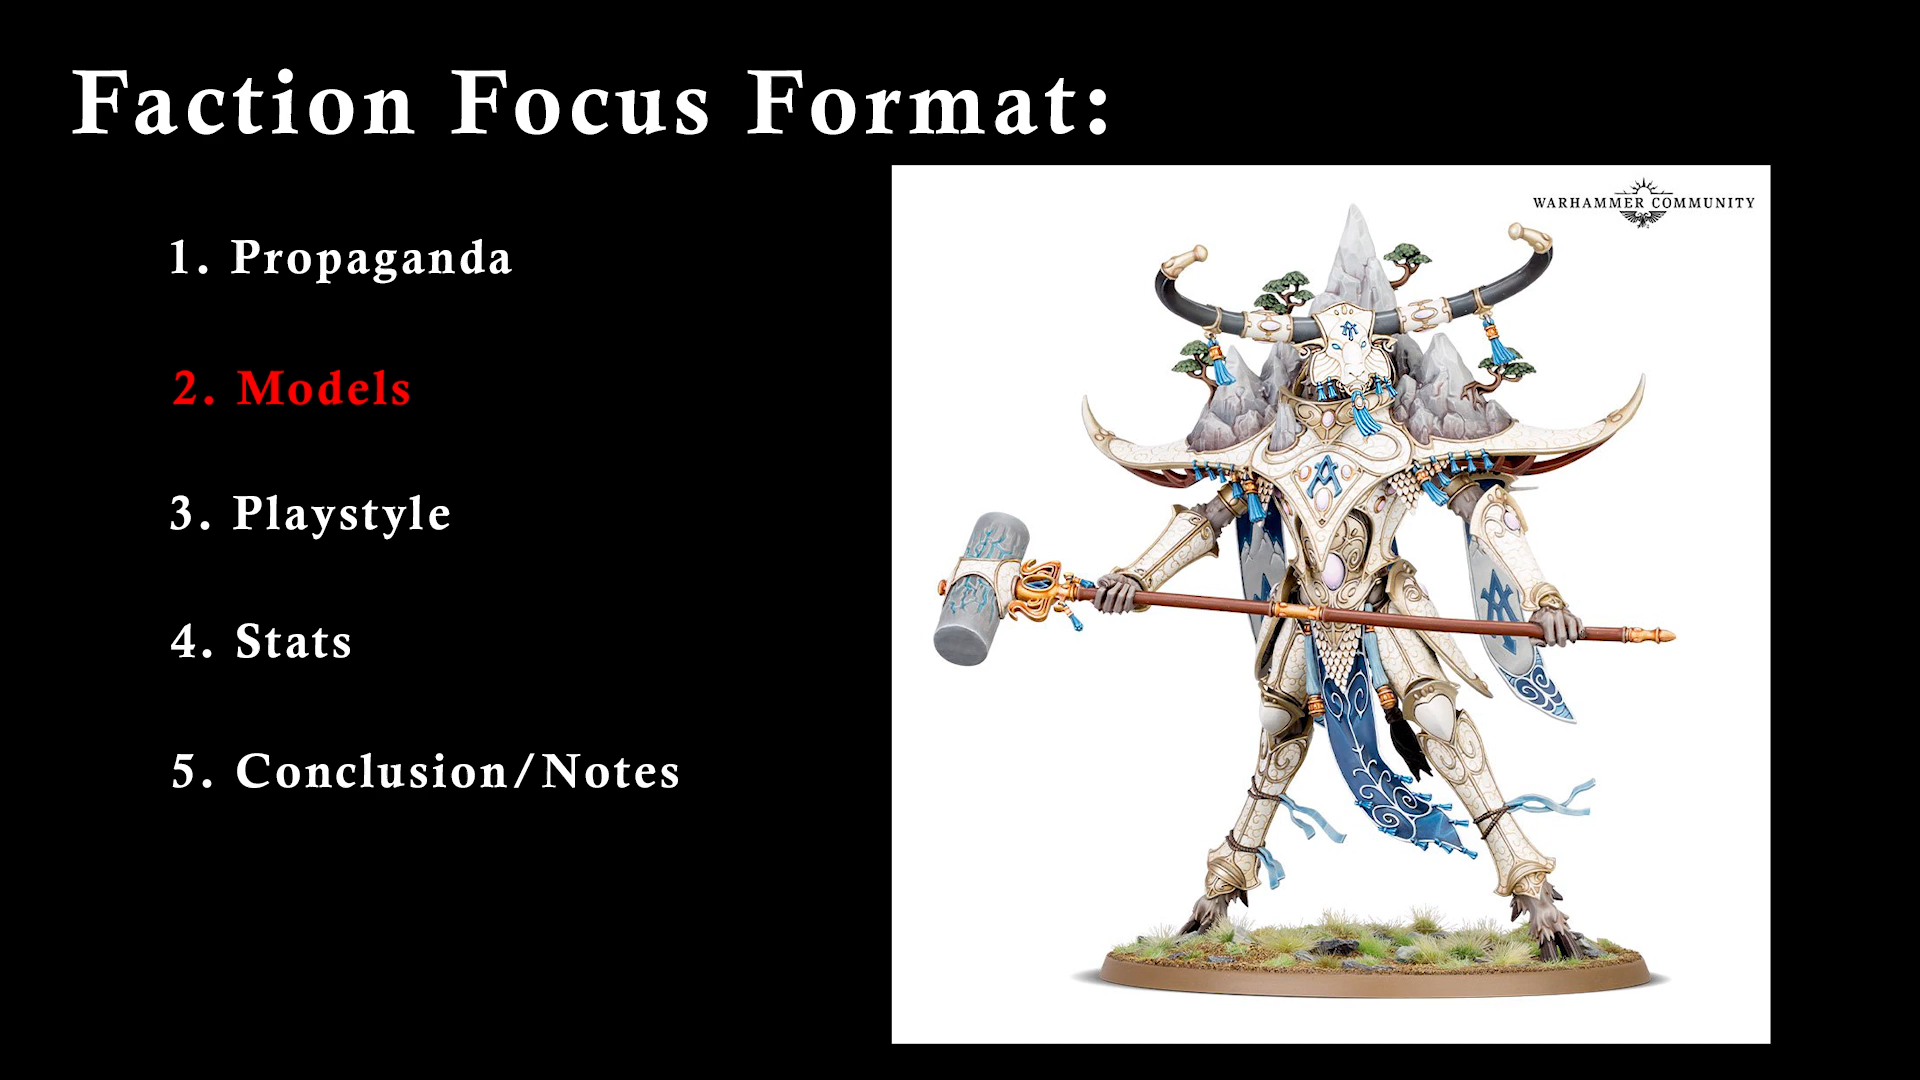 Faction Focus Format:
1. Propaganda
2. Models
3. Playstyle
4. Stats
5. Conclusion/Notes
WARHAMMER COMMUNITY